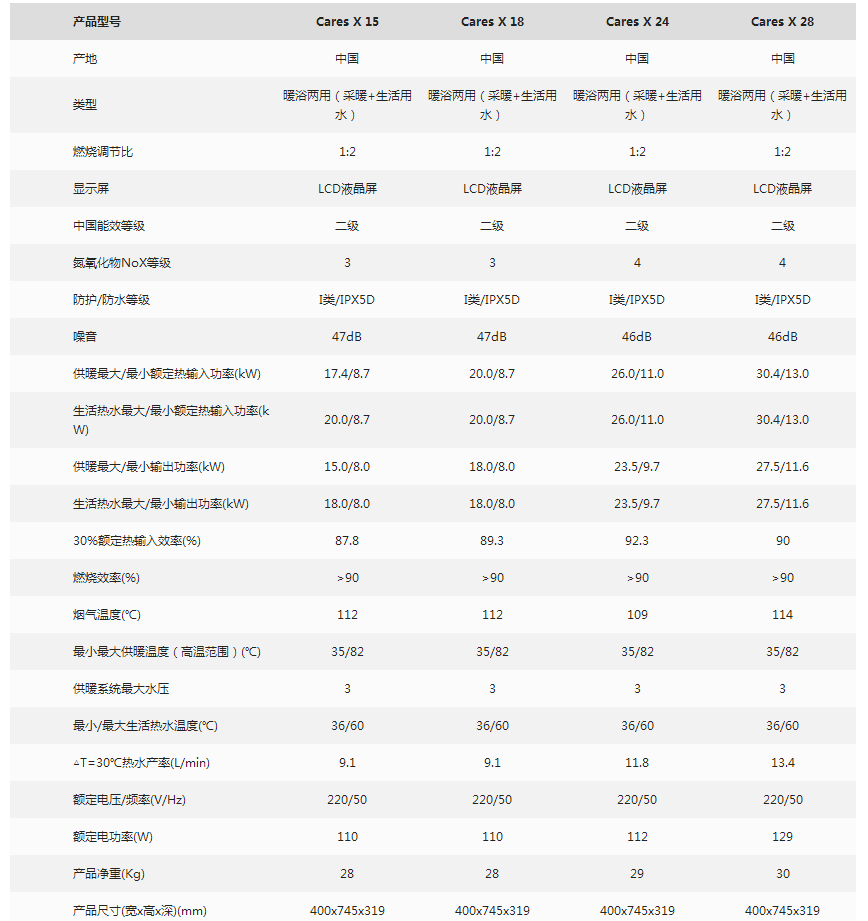 产品型号 Cares X 15 Cares X 18 Cares X 24 Cares X 28
产地 中国 中国 中国 中国
类型 暖浴两用（采暖+生活用水） 暖浴两用（采暖+生活用水） 暖浴两用（采暖+生活用水） 暖浴两用（采暖+生活用水）
燃烧调节比 1:2 1:2 1:2 1:2
显示屏 LCD液晶屏 LCD液晶屏 LCD液晶屏 LCD液晶屏
中国能效等级 二级 二级 二级 二级
氮氧化物NoX等级 3 3 4 4
防护/防水等级 I类/IPX5D I类/IPX5D I类/IPX5D I类/IPX5D
噪音 47dB 47dB 46dB 46dB
供暖最大/最小额定热输入功率(kW) 17.4/8.7 20.0/8.7 26.0/11.0 30.4/13.0
生活热水最大/最小额定热输入功率(kW) 20.0/8.7 20.0/8.7 26.0/11.0 30.4/13.0
供暖最大/最小输出功率(kW) 15.0/8.0 18.0/8.0 23.5/9.7 27.5/11.6
生活热水最大/最小输出功率(kW) 18.0/8.0 18.0/8.0 23.5/9.7 27.5/11.6
30%额定热输入效率(%) 87.8 89.3 92.3 90
燃烧效率(%) >90 >90 >90 >90
烟气温度(℃) 112 112 109 114
最小最大供暖温度（高温范围）(℃) 35/82 35/82 35/82 35/82
供暖系统最大水压 3 3 3 3
最小/最大生活热水温度(℃) 36/60 36/60 36/60 36/60
△T=30℃热水产率(L/min) 9.1 9.1 11.8 13.4
额定电压/频率(V/Hz) 220/50 220/50 220/50 220/50
额定电功率(W) 110 110 112 129
产品净重(Kg) 28 28 29 30
产品尺寸(宽x高x深)(mm) 400x745x319 400x745x319 400x745x319 400x745x319